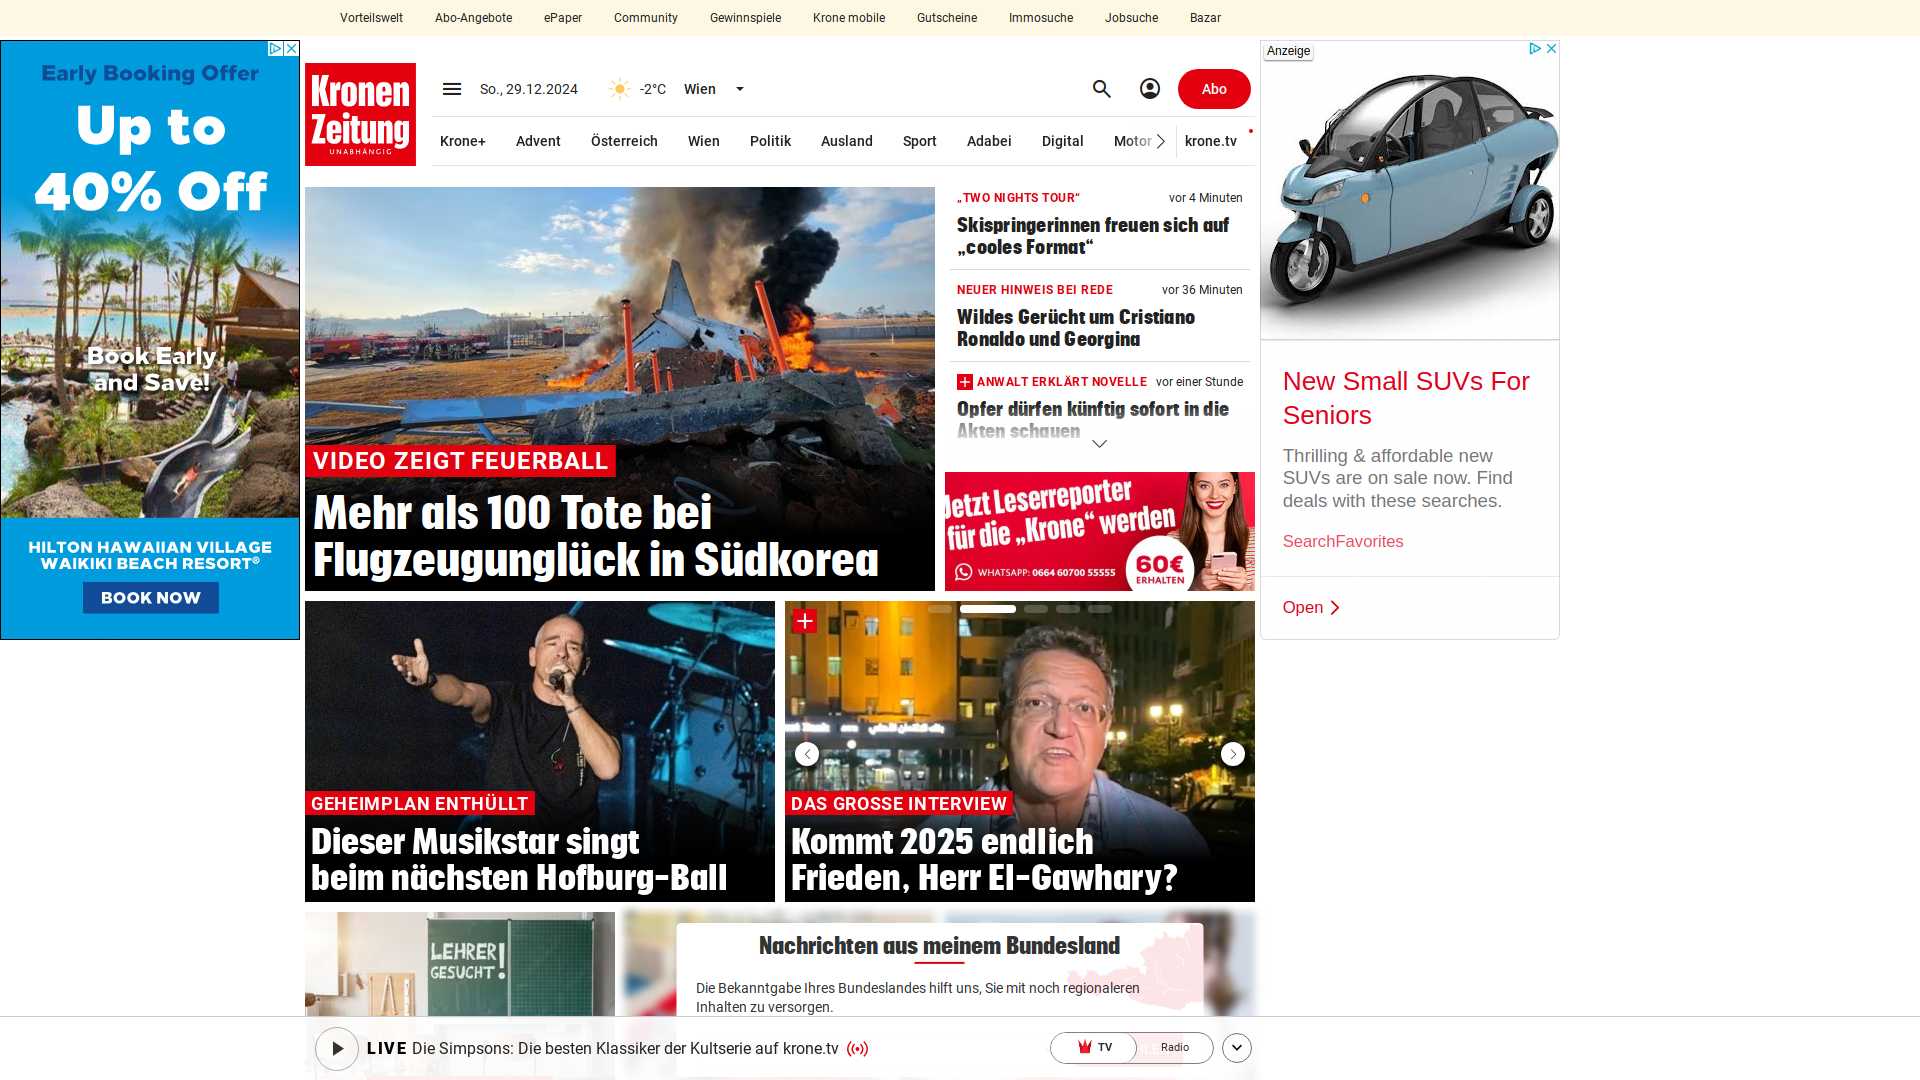 Vorteilswelt
Abo-Angebote
ePaper
Community
Gewinnspiele
Krone mobile
Gutscheine
Immosuche
Jobsuche
Bazar
Early Booking Offer
Up to
40% Off
Book Early
and Save!
HILTON HAWAIIAN VILLAGE
WAIKIKI BEACH RESORT®
BOOK NOW
Kronen
Zeitung
UNABHÄNGIG
So., 29.12.2024
-2°C
Wien
Abo
Krone+
Advent
Österreich
Wien
Politik
Ausland
Sport
Adabei
Digital
Motor
krone.tv
VIDEO ZEIGT FEUERBALL
Mehr als 100 Tote bei
Flugzeugunglück in Südkorea
„TWO NIGHTS TOUR“
vor 4 Minuten
Skispringerinnen freuen sich auf
„cooles Format“
NEUER HINWEIS BEI REDE
vor 36 Minuten
Wildes Gerücht um Cristiano
Ronaldo und Georgina
ANWALT ERKLÄRT NOVELLE
vor einer Stunde
Opfer dürfen künftig sofort in die
Akten schauen
Jetzt Leserreporter
für die „Krone“ werden
WHATSAPP: 0664 60700 55555
60€
ERHALTEN
GEHEIMPLAN ENTHÜLLT
Dieser Musikstar singt
beim nächsten Hofburg-Ball
DAS GROSSE INTERVIEW
Kommt 2025 endlich
Frieden, Herr El-Gawhary?
LEHRER
GESUCHT!
Nachrichten aus meinem Bundesland
Die Bekanntgabe Ihres Bundeslandes hilft uns, Sie mit noch regionaleren
Inhalten zu versorgen.
Anzeige
New Small SUVs For
Seniors
Thrilling & affordable new
SUVs are on sale now. Find
deals with these searches.
SearchFavorites
Open
LIVE Die Simpsons: Die besten Klassiker der Kultserie auf krone.tv
TV
Radio